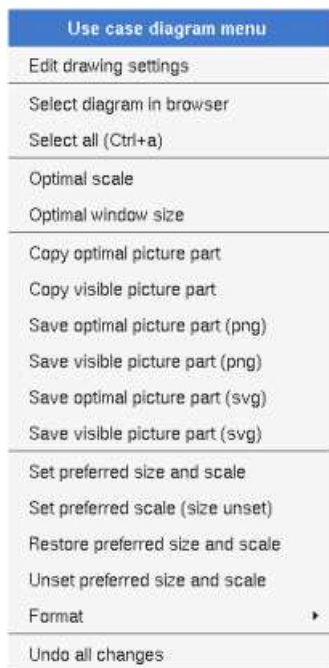 Use case diagram menu
Edit drawing settings
Select diagram in browser
Select all (Ctrl+a)
Optimal scale
Optimal window size
Copy optimal picture part
Copy visible picture part
Save optimal picture part (png)
Save visible picture part (png)
Save optimal picture part (svg)
Save visible picture part (svg)
Set preferred size and scale
Set preferred scale (size unset)
Restore preferred size and scale
Unset preferred size and scale
Format
Undo all changes